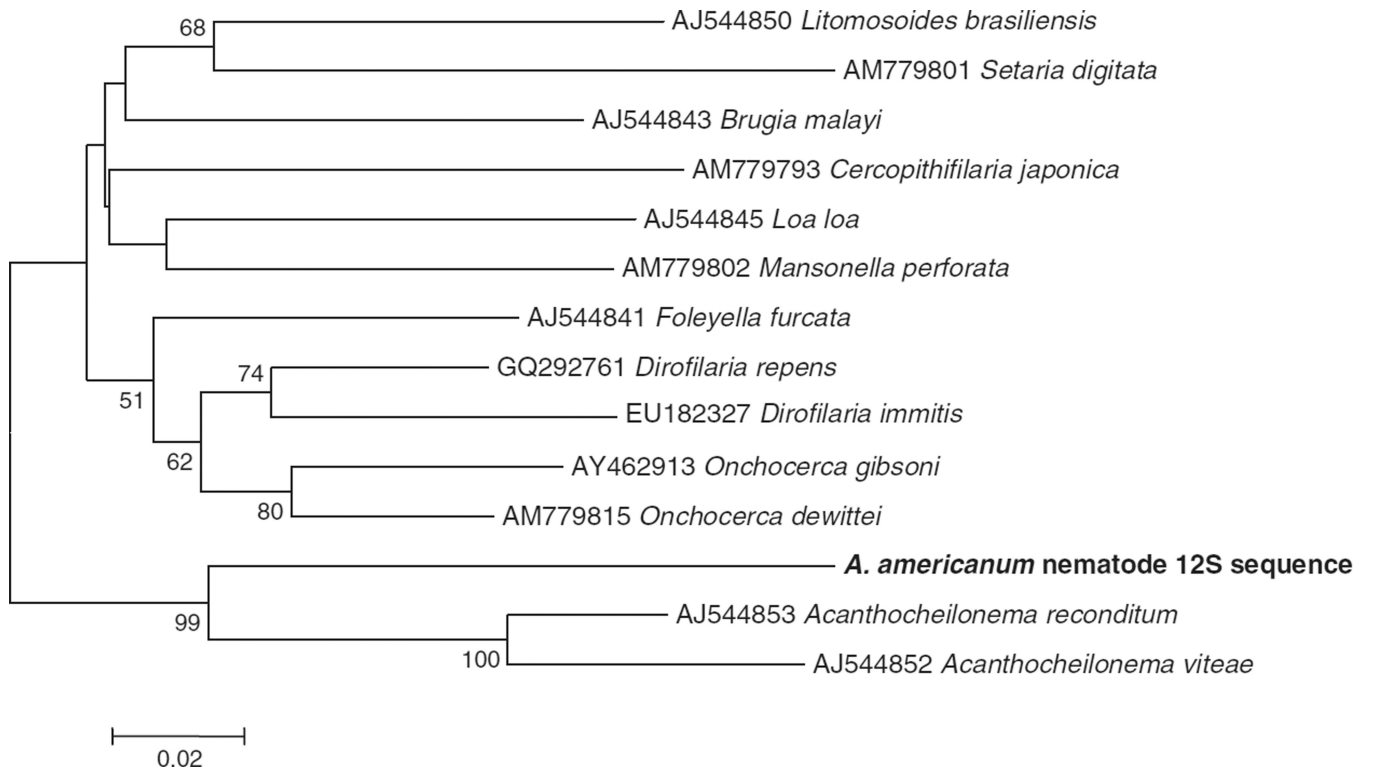 68
AJ544850 Litomosoides brasiliensis
AM779801 Setaria digitata
AJ544843 Brugia malayi
AM779793 Cercopithifilaria japonica
AJ544845 Loa loa
AM779802 Mansonella perforata
AJ544841 Foleyella furcata
74
GQ292761 Dirofilaria repens
51
EU182327 Dirofilaria immitis
62
AY462913 Onchocerca gibsoni
80
AM779815 Onchocerca dewittei
A. americanum nematode 12S sequence
99
AJ544853 Acanthocheilonema reconditum
100
AJ544852 Acanthocheilonema viteae
0.02